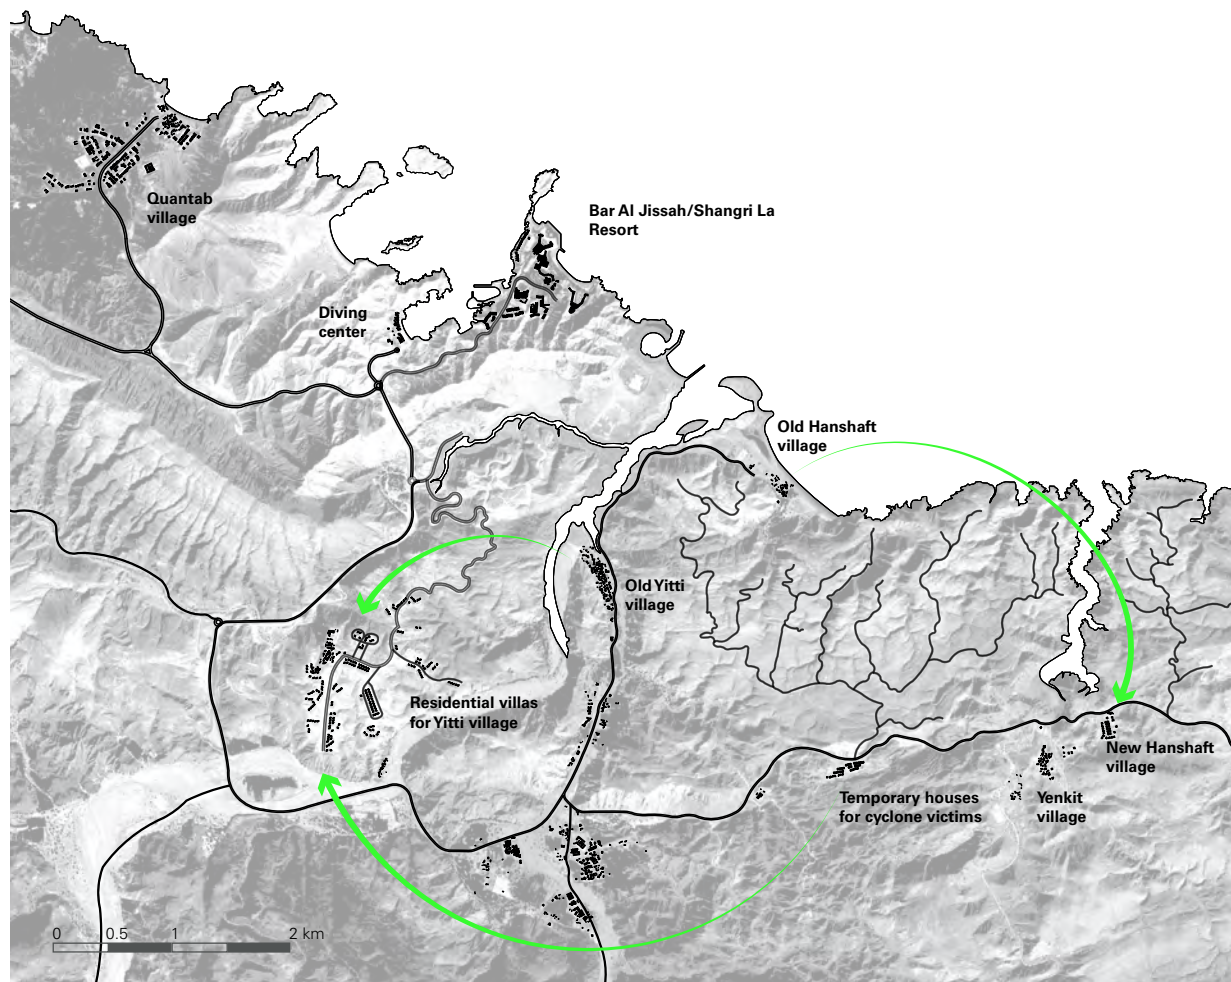 Quantab
village
Bar Al Jissah/Shangri La
Resort
Diving
center
Old Hanshaft
village
Old Yitti
village
Residential villas
for Yitti village
New Hanshaft
village
Temporary houses
for cyclone victims
Yenkit
village
0 0.5 1 2 km